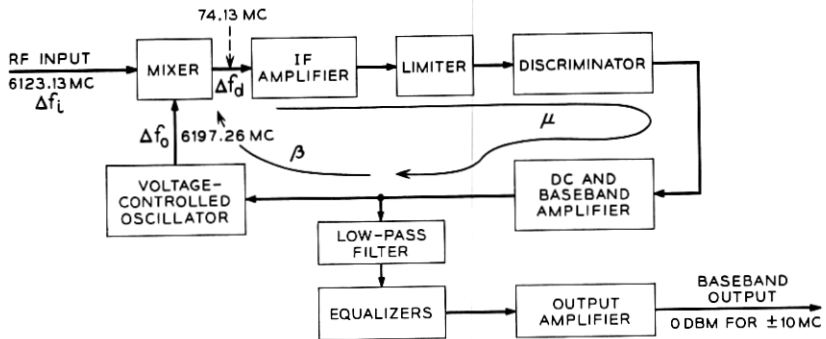 74.13 MC
RF INPUT
6123.13 MC
Δfi
MIXER
Δfd
IF
AMPLIFIER
LIMITER
DISCRIMINATOR
Δfo
6197.26 MC
μ
β
VOLTAGE-
CONTROLLED
OSCILLATOR
DC AND
BASEBAND
AMPLIFIER
LOW-PASS
FILTER
EQUALIZERS
OUTPUT
AMPLIFIER
BASEBAND
OUTPUT
0 DBM FOR ±10 MC